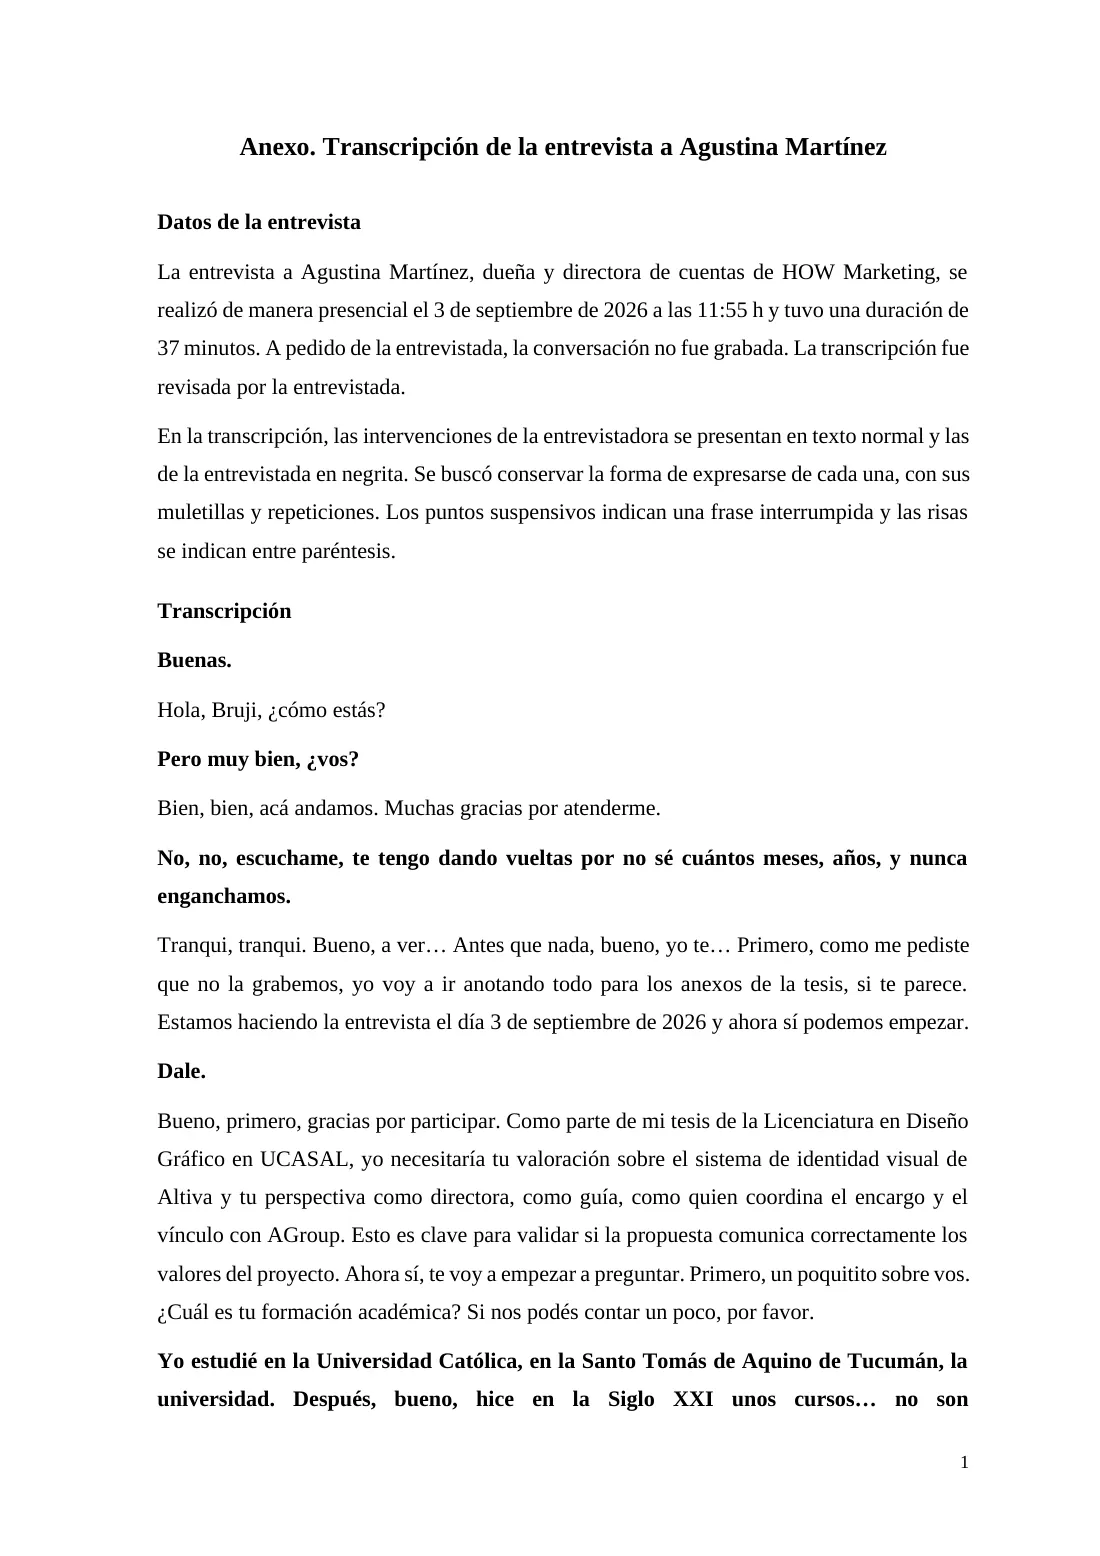 Anexo. Transcripción de la entrevista a Agustina Martínez
Datos de la entrevista
La entrevista a Agustina Martínez, dueña y directora de cuentas de HOW Marketing, se
realizó de manera presencial el 3 de septiembre de 2026 a las 11:55 h y tuvo una duración de
37 minutos. A pedido de la entrevistada, la conversación no fue grabada. La transcripción fue
revisada por la entrevistada.
En la transcripción, las intervenciones de la entrevistadora se presentan en texto normal y las
de la entrevistada en negrita. Se buscó conservar la forma de expresarse de cada una, con sus
muletillas y repeticiones. Los puntos suspensivos indican una frase interrumpida y las risas
se indican entre paréntesis.
Transcripción
Buenas.
Hola, Bruji, ¿cómo estás?
Pero muy bien, ¿vos?
Bien, bien, acá andamos. Muchas gracias por atenderme.
No, no, escuchame, te tengo dando vueltas por no sé cuántos meses, años, y nunca
enganchamos.
Tranqui, tranqui. Bueno, a ver… Antes que nada, bueno, yo te… Primero, como me pediste
que no la grabemos, yo voy a ir anotando todo para los anexos de la tesis, si te parece.
Estamos haciendo la entrevista el día 3 de septiembre de 2026 y ahora sí podemos empezar.
Dale.
Bueno, primero, gracias por participar. Como parte de mi tesis de la Licenciatura en Diseño
Gráfico en UCASAL, yo necesitaría tu valoración sobre el sistema de identidad visual de
Altiva y tu perspectiva como directora, como guía, como quien coordina el encargo y el
vínculo con AGroup. Esto es clave para validar si la propuesta comunica correctamente los
valores del proyecto. Ahora sí, te voy a empezar a preguntar. Primero, un poquitito sobre vos.
¿Cuál es tu formación académica? Si nos podés contar un poco, por favor.
Yo estudié en la Universidad Católica, en la Santo Tomás de Aquino de Tucumán, la
universidad. Después, bueno, hice en la Siglo XXI unos cursos… no son
1